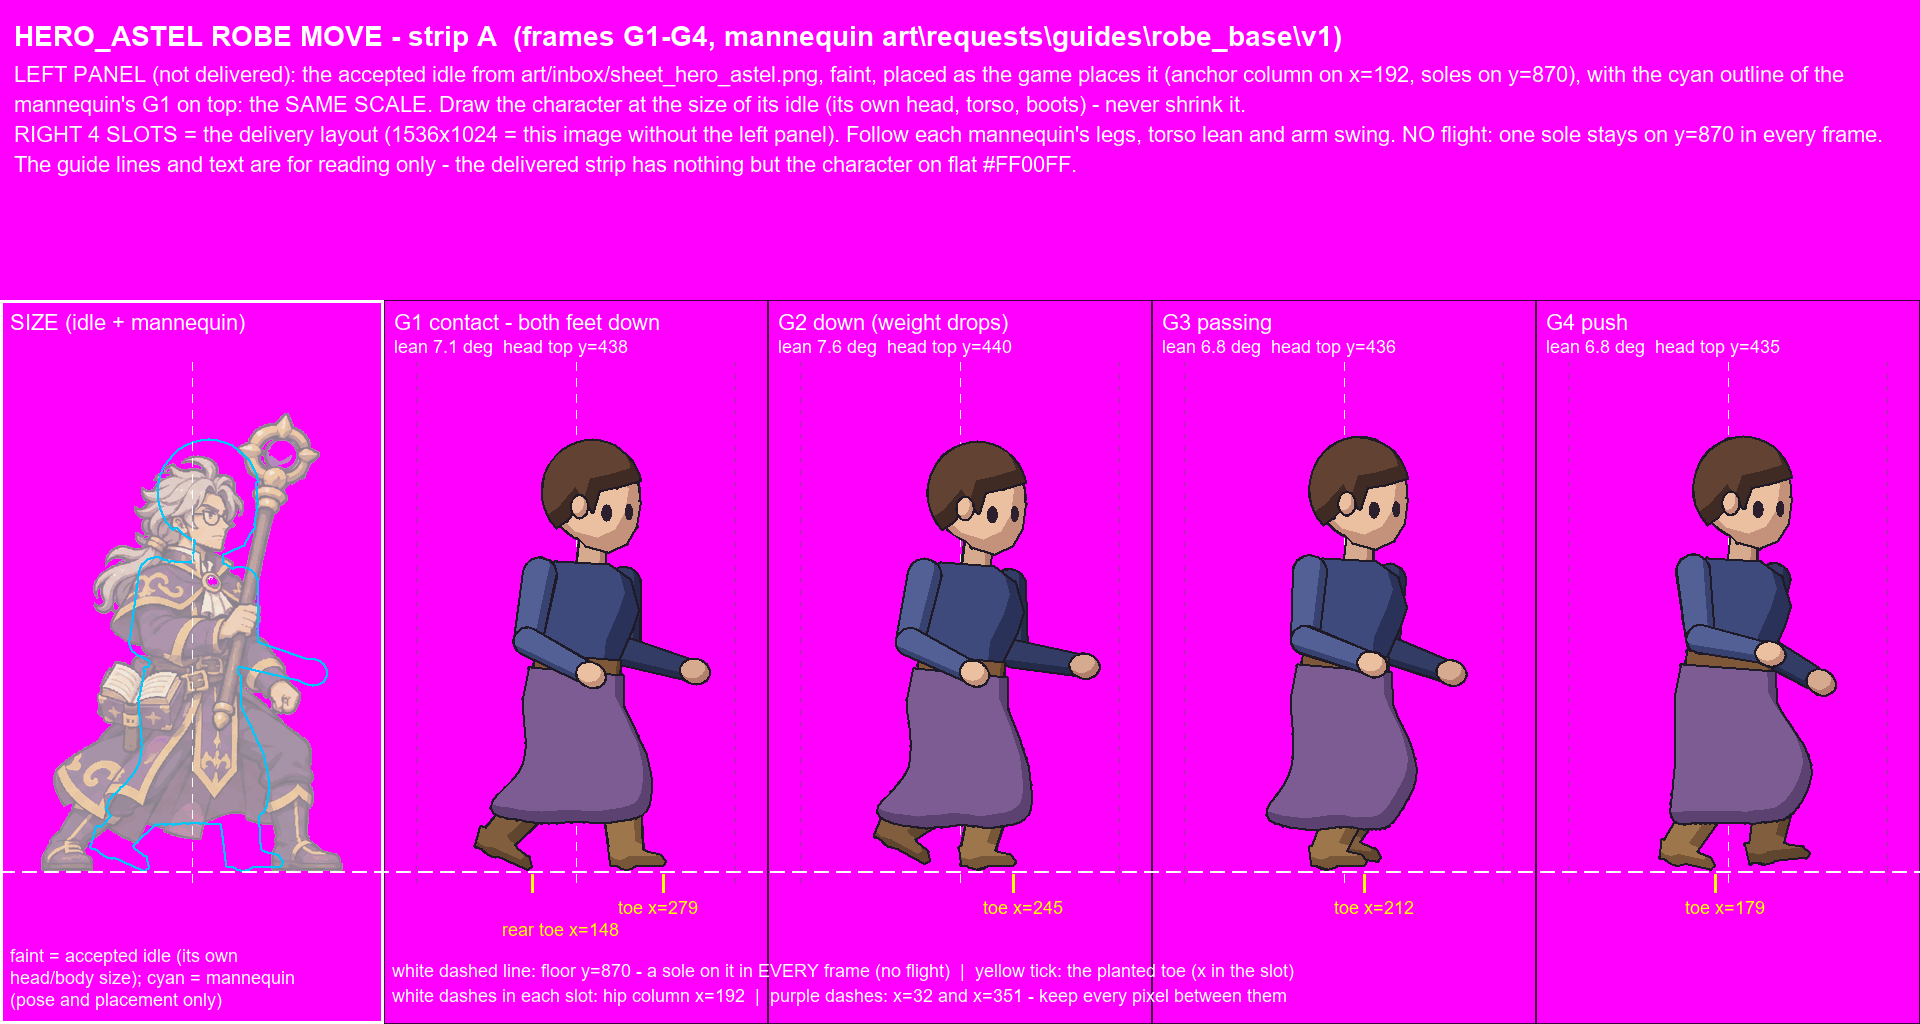 HERO_ASTEL ROBE MOVE - strip A  (frames G1-G4, mannequin art\requests\guides\robe_base\v1)
LEFT PANEL (not delivered): the accepted idle from art/inbox/sheet_hero_astel.png, faint, placed as the game places it (anchor column on x=192, soles on y=870), with the cyan outline of the
mannequin's G1 on top: the SAME SCALE. Draw the character at the size of its idle (its own head, torso, boots) - never shrink it.
RIGHT 4 SLOTS = the delivery layout (1536x1024 = this image without the left panel). Follow each mannequin's legs, torso lean and arm swing. NO flight: one sole stays on y=870 in every frame.
The guide lines and text are for reading only - the delivered strip has nothing but the character on flat #FF00FF.
SIZE (idle + mannequin)
G1 contact - both feet down
lean 7.1 deg  head top y=438
G2 down (weight drops)
lean 7.6 deg  head top y=440
G3 passing
lean 6.8 deg  head top y=436
G4 push
lean 6.8 deg  head top y=435
toe x=279
rear toe x=148
toe x=245
toe x=212
toe x=179
faint = accepted idle (its own
head/body size); cyan = mannequin
(pose and placement only)
white dashed line: floor y=870 - a sole on it in EVERY frame (no flight)  |  yellow tick: the planted toe (x in the slot)
white dashes in each slot: hip column x=192  |  purple dashes: x=32 and x=351 - keep every pixel between them